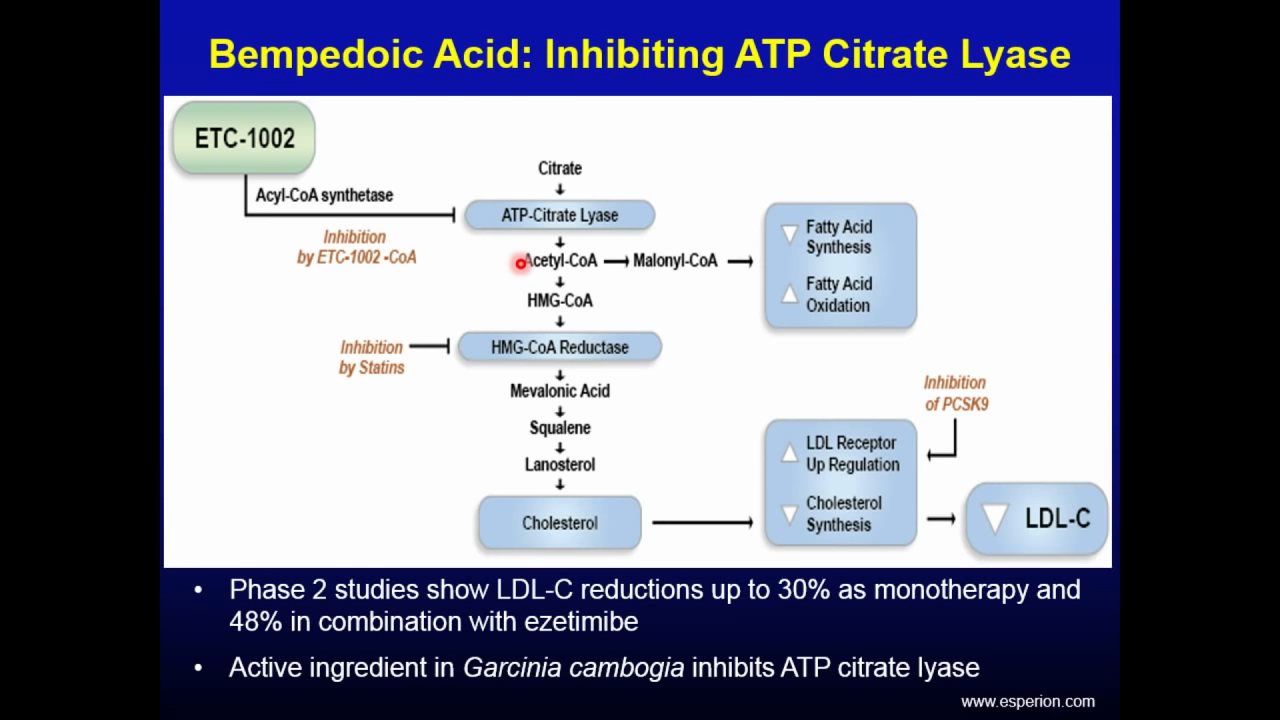 Bempedoic Acid: Inhibiting ATP Citrate Lyase
ETC-1002
Acyl-CoA synthetase
Inhibition
by ETC-1002 -CoA
Citrate
ATP-Citrate Lyase
Acetyl-CoA
Malonyl-CoA
Fatty Acid
Synthesis
Fatty Acid
Oxidation
HMG-CoA
Inhibition
by Statins
HMG-CoA Reductase
Mevalonic Acid
Squalene
Lanosterol
Cholesterol
Inhibition
of PCSK9
LDL Receptor
Up Regulation
Cholesterol
Synthesis
LDL-C
• Phase 2 studies show LDL-C reductions up to 30% as monotherapy and
48% in combination with ezetimibe
• Active ingredient in Garcinia cambogia inhibits ATP citrate lyase
www.esperion.com